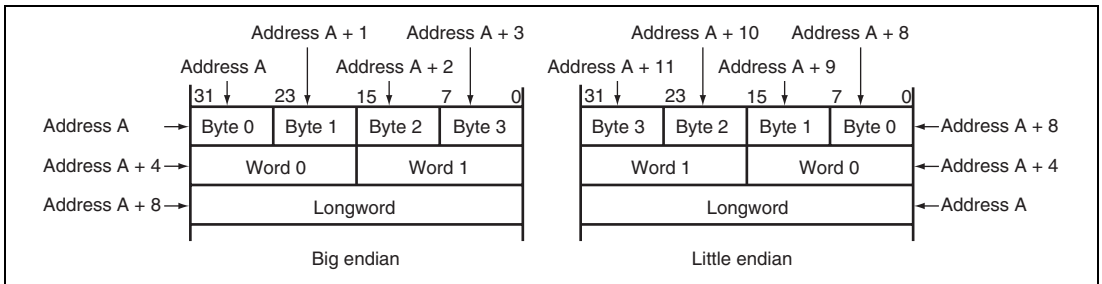 Address A + 1 Address A + 3 Address A + 10 Address A + 8
Address A Address A + 2 Address A + 11 Address A + 9
31 23 15 7 0 31 23 15 7 0
Address A Byte 0 Byte 1 Byte 2 Byte 3 Byte 3 Byte 2 Byte 1 Byte 0 Address A + 8
Address A + 4 Word 0 Word 1 Word 1 Word 0 Address A + 4
Address A + 8 Longword Longword Address A
Big endian Little endian